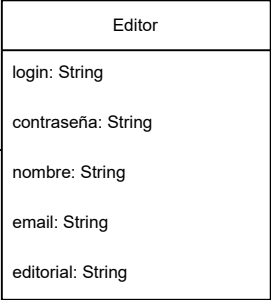 Editor
login: String
contraseña: String
nombre: String
email: String
editorial: String